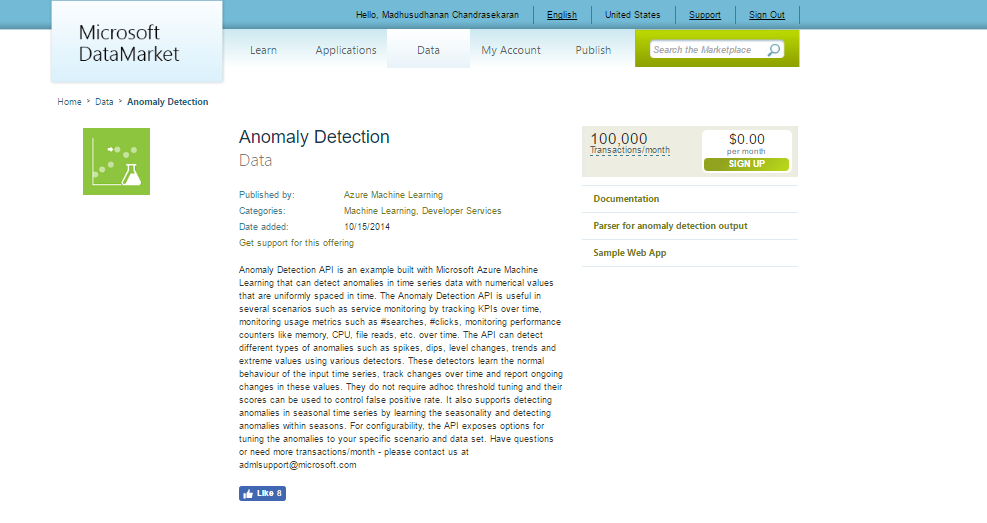 Hello, Madhusudhanan Chandrasekaran English United States Support Sign Out
Microsoft
DataMarket
Learn Applications Data My Account Publish Search the Marketplace
Home > Data > Anomaly Detection
Anomaly Detection
Data
Published by: Azure Machine Learning
Categories: Machine Learning, Developer Services
Date added: 10/15/2014
Get support for this offering
Anomaly Detection API is an example built with Microsoft Azure Machine
Learning that can detect anomalies in time series data with numerical values
that are uniformly spaced in time. The Anomaly Detection API is useful in
several scenarios such as service monitoring by tracking KPIs over time,
monitoring usage metrics such as #searches, #clicks, monitoring performance
counters like memory, CPU, file reads, etc. over time. The API can detect
different types of anomalies such as spikes, dips, level changes, trends and
extreme values using various detectors. These detectors learn the normal
behaviour of the input time series, track changes over time and report ongoing
changes in these values. They do not require adhoc threshold tuning and their
scores can be used to control false positive rate. It also supports detecting
anomalies in seasonal time series by learning the seasonality and detecting
anomalies within seasons. For configurability, the API exposes options for
tuning the anomalies to your specific scenario and data set. Have questions
or need more transactions/month - please contact us at
admlsupport@microsoft.com
Like 8
100,000
Transactions/month
$0.00
per month
SIGN UP
Documentation
Parser for anomaly detection output
Sample Web App